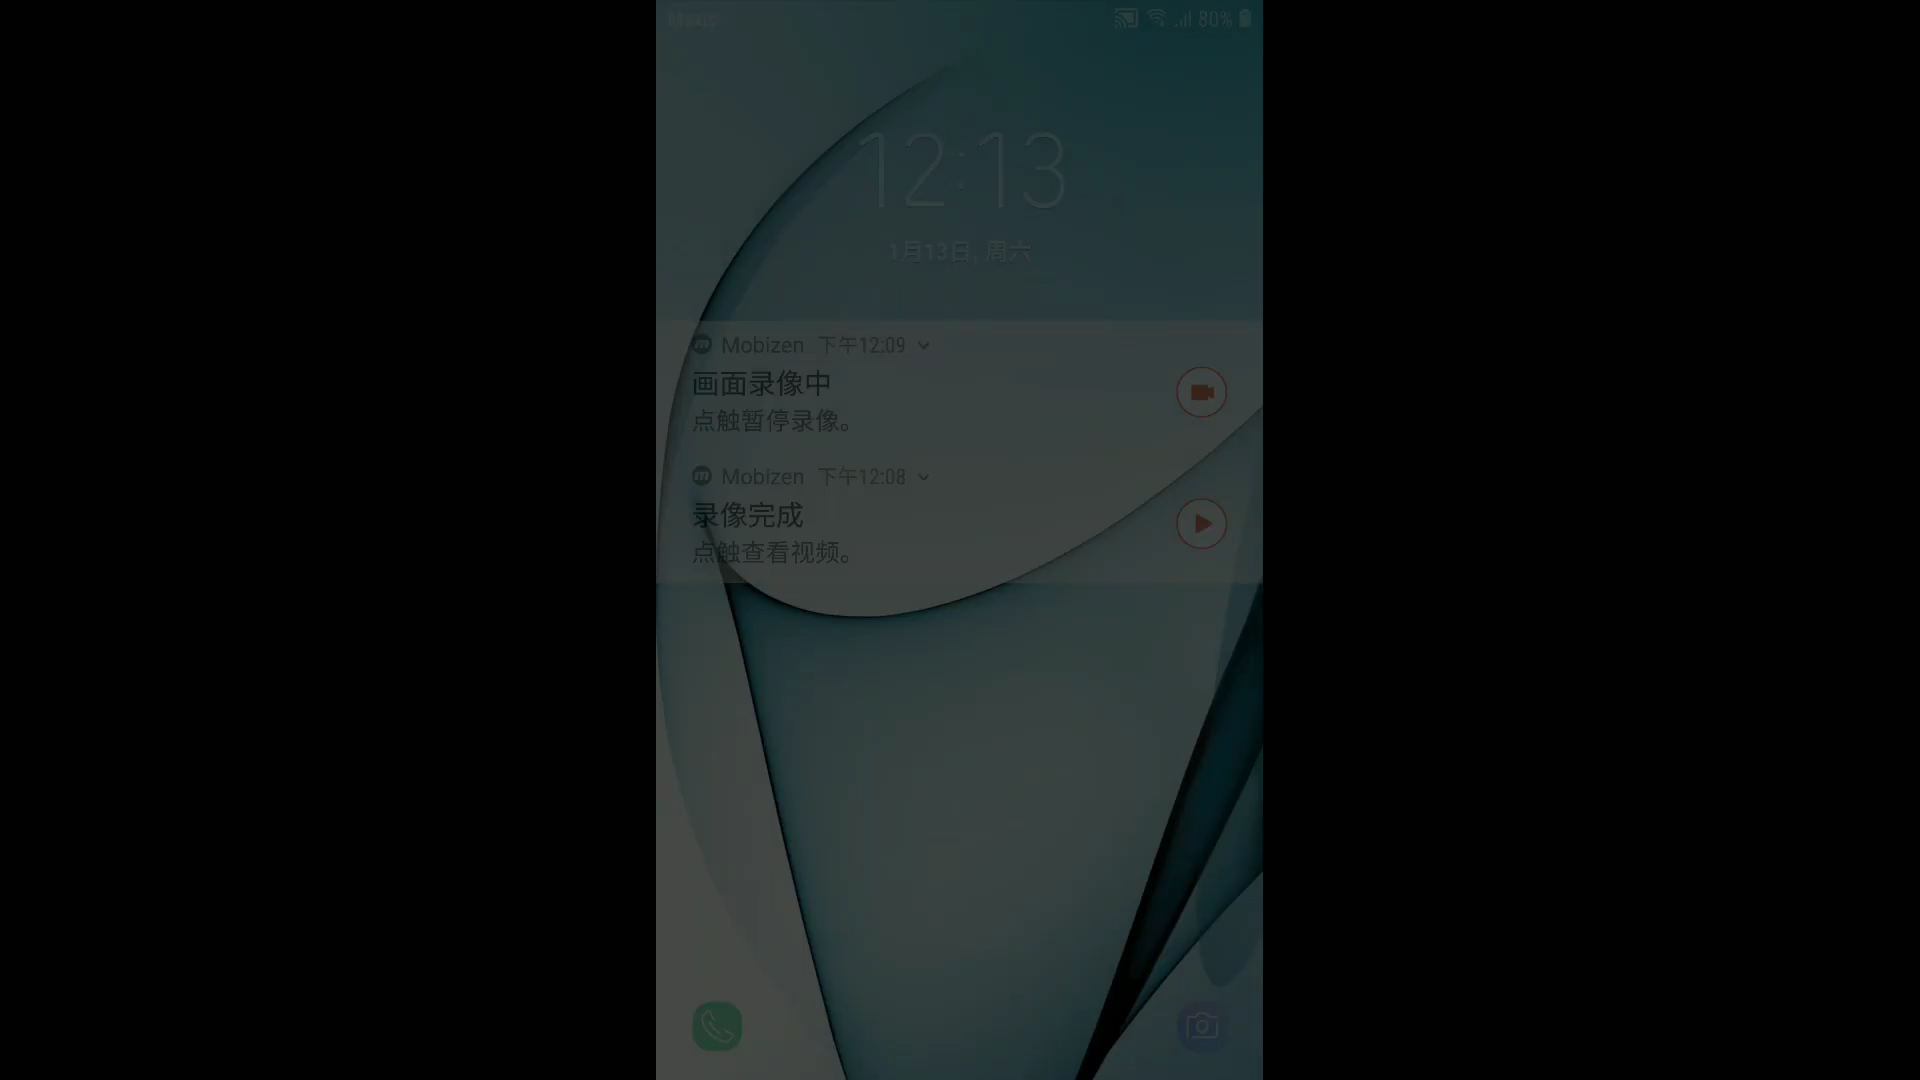 80%
12:13
1月13日, 周六
Mobizen 下午12:09
画面录像中
点触暂停录像。
Mobizen 下午12:08
录像完成
点触查看视频。